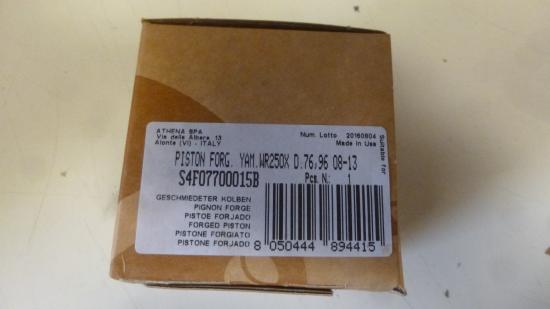 ATHENA SPA
Via delle Albere, 13
Alonte (VI) - ITALY
Num. Lotto 20160804
Made in Usa
Suitable for
PISTON FORG. YAM.WR250X D.76,96 08-13
S4F07700015B
Pcs. N.: 1
GESCHMIEDETER KOLBEN
PIGNON FORGE
PISTOE FORJADO
FORGED PISTON
PISTONE FORGIATO
PISTONE FORJADO
8 050444 894415